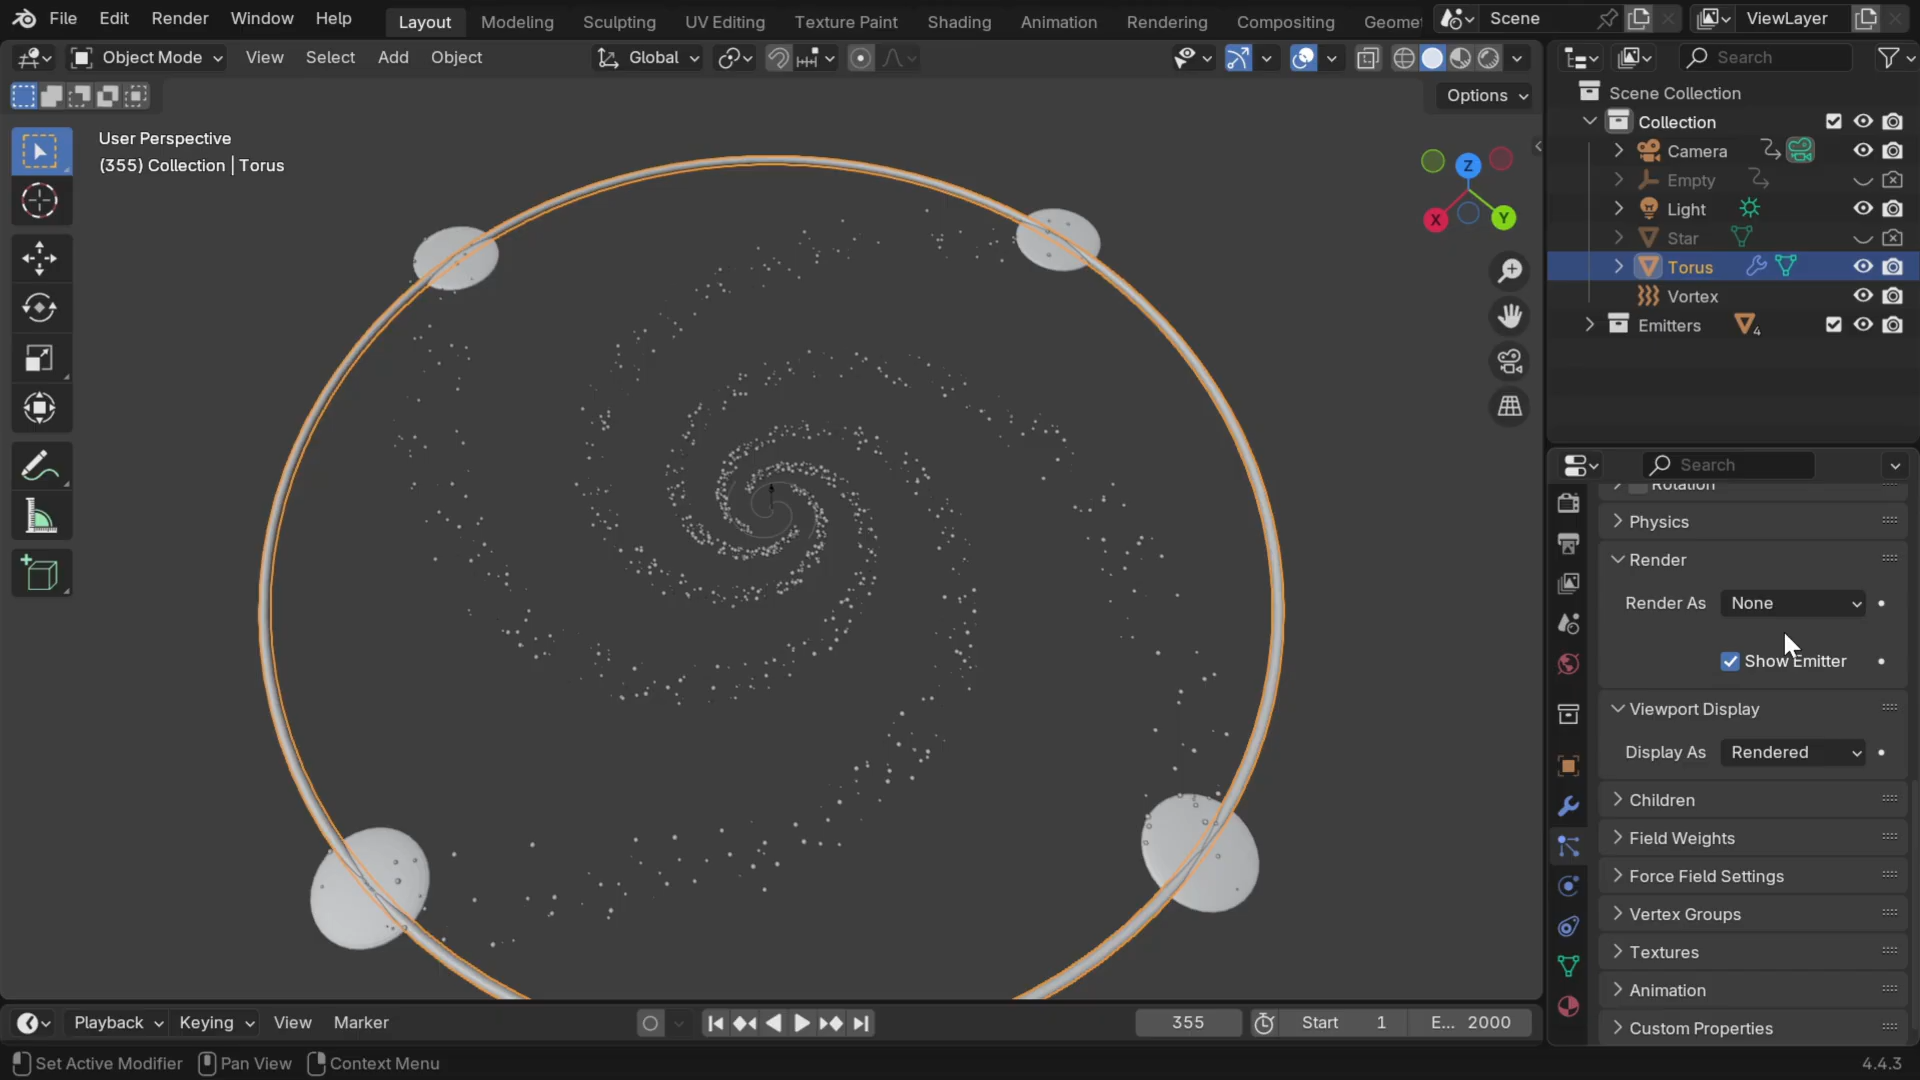 File Edit Render Window Help Layout Modeling Sculpting UV Editing Texture Paint Shading Animation Rendering Compositing Geomet Scene ViewLayer
Object Mode View Select Add Object Global Search
Options
User Perspective
(355) Collection | Torus
Z
X
Y
Scene Collection
Collection
Camera
Empty
Light
Star
Torus
Vortex
Emitters 4
Search
Rotation
Physics
Render
Render As None
Show Emitter
Viewport Display
Display As Rendered
Children
Field Weights
Force Field Settings
Vertex Groups
Textures
Animation
Custom Properties
Playback Keying View Marker 355 Start 1 E... 2000
Set Active Modifier Pan View Context Menu 4.4.3